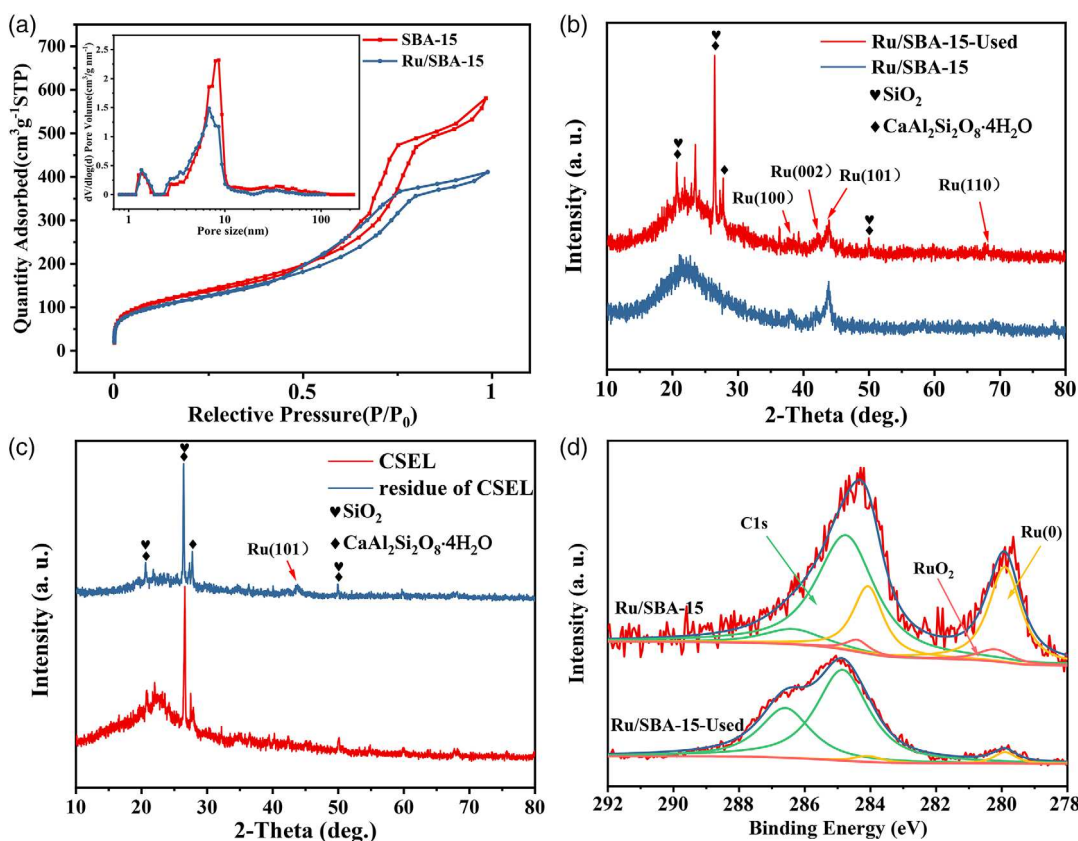 (a)
700
600
500
400
300
200
100
0
Quantity Adsorbed(cm³g⁻¹STP)
0
0.5
1
Relective Pressure(P/P₀)
SBA-15
Ru/SBA-15
2.5
2
1.5
1
0.5
0
dV/dlog(d) Pore Volume(cm³/g nm⁻¹)
1
10
100
Pore size(nm)
(b)
Intensity (a. u.)
Ru/SBA-15-Used
Ru/SBA-15
♥ SiO₂
♦ CaAl₂Si₂O₈·4H₂O
Ru(100)
Ru(002)
Ru(101)
Ru(110)
10 20 30 40 50 60 70 80
2-Theta (deg.)
(c)
Intensity (a. u.)
CSEL
residue of CSEL
♥ SiO₂
♦ CaAl₂Si₂O₈·4H₂O
Ru(101)
10 20 30 40 50 60 70 80
2-Theta (deg.)
(d)
Intensity (a. u.)
C1s
Ru(0)
RuO₂
Ru/SBA-15
Ru/SBA-15-Used
292 290 288 286 284 282 280 278
Binding Energy (eV)